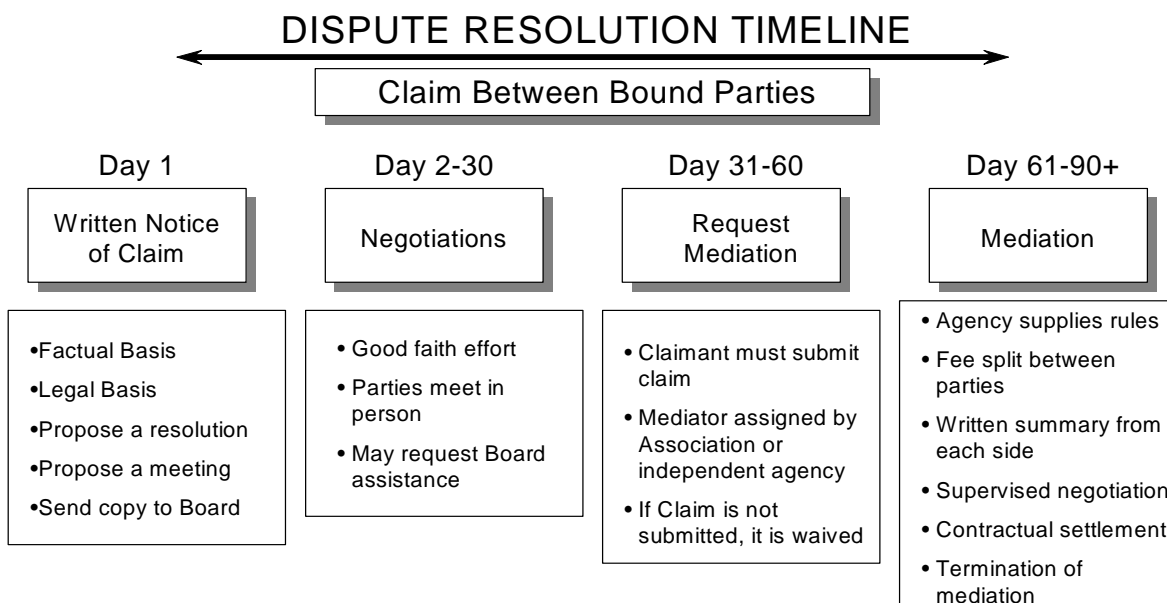 DISPUTE RESOLUTION TIMELINE
Claim Between Bound Parties
Day 1
Written Notice
of Claim
•Factual Basis
•Legal Basis
•Propose a resolution
•Propose a meeting
•Send copy to Board
Day 2-30
Negotiations
• Good faith effort
• Parties meet in
person
• May request Board
assistance
Day 31-60
Request
Mediation
• Claimant must submit
claim
• Mediator assigned by
Association or
independent agency
• If Claim is not
submitted, it is waived
Day 61-90+
Mediation
• Agency supplies rules
• Fee split between
parties
• Written summary from
each side
• Supervised negotiation
• Contractual settlement
• Termination of
mediation